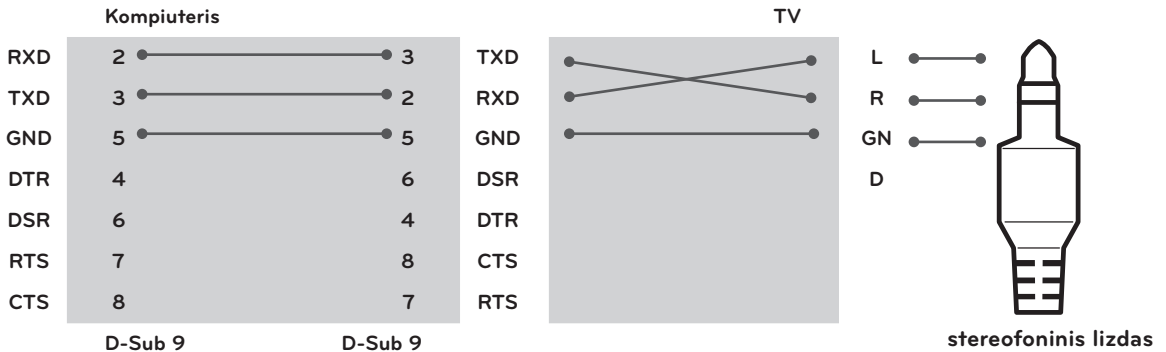 Kompiuteris TV
RXD 2 3 TXD L
TXD 3 2 RXD R
GND 5 5 GND GN
DTR 4 6 DSR D
DSR 6 4 DTR
RTS 7 8 CTS
CTS 8 7 RTS
D-Sub 9 D-Sub 9 stereofoninis lizdas